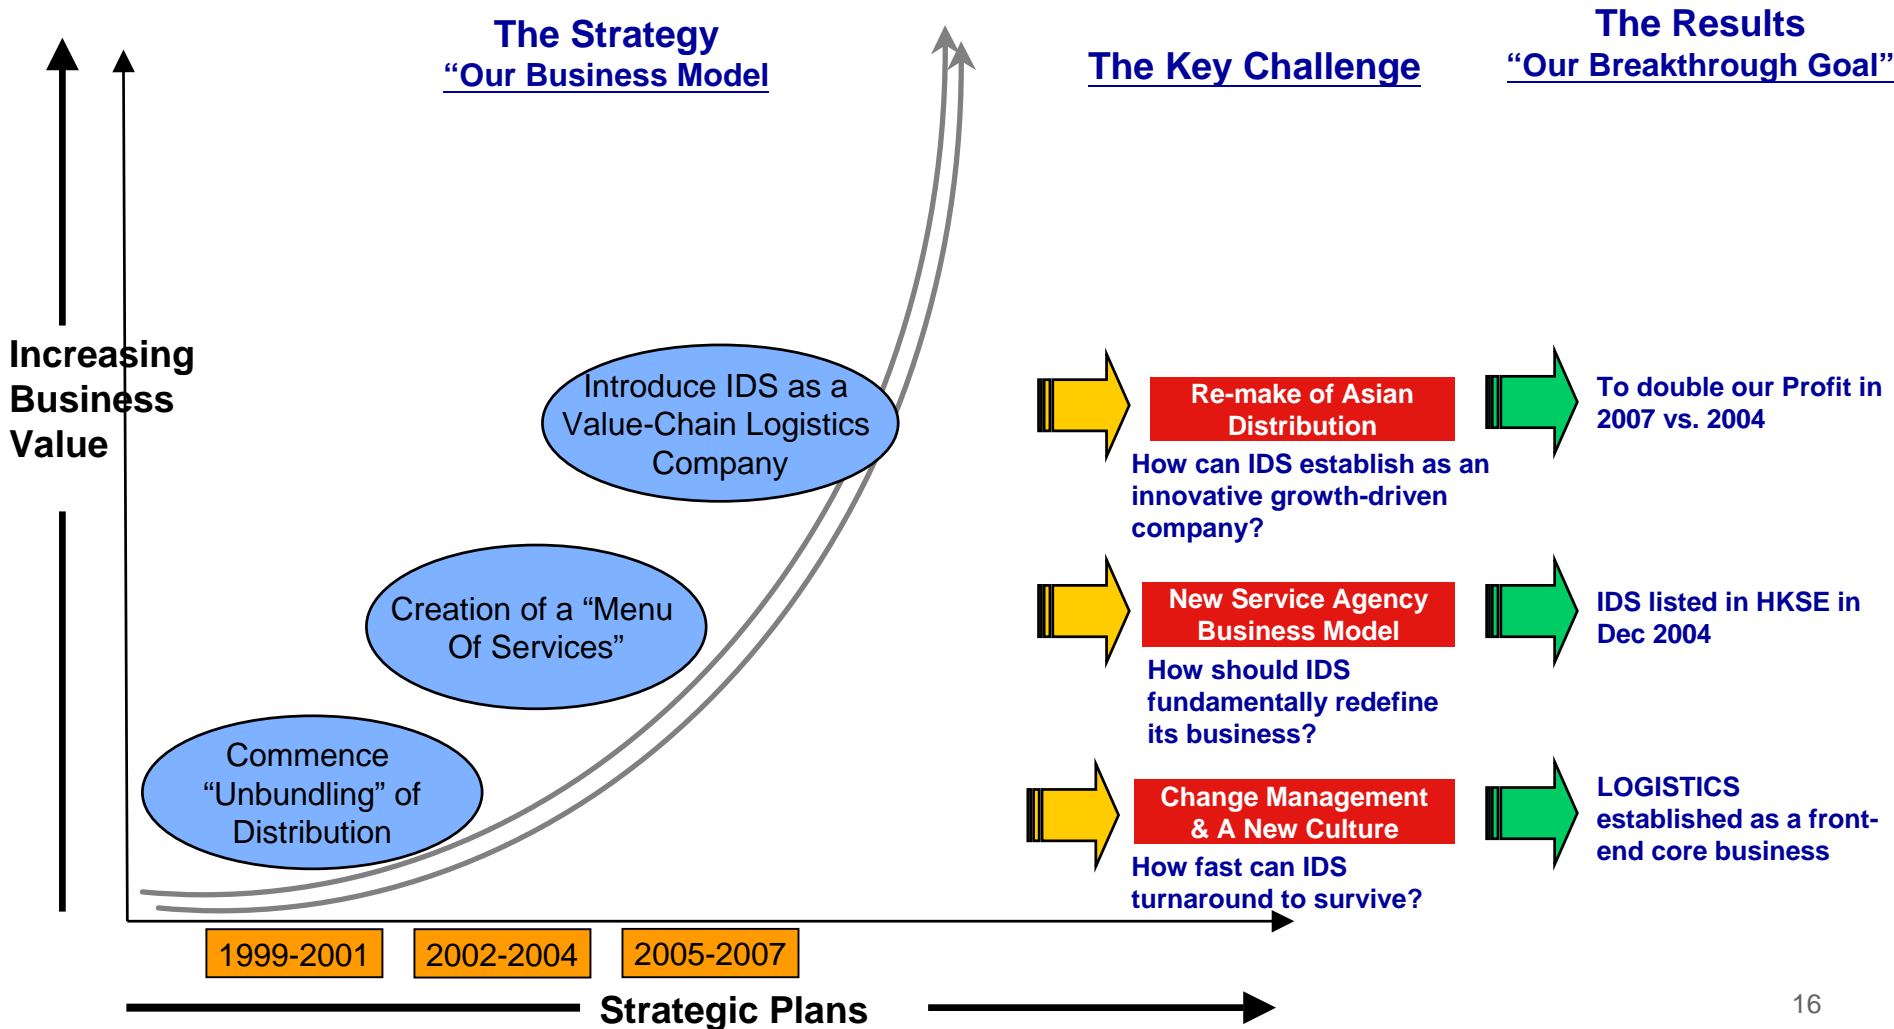 The Strategy
“Our Business Model
The Key Challenge
The Results
“Our Breakthrough Goal”
Increasing
Business
Value
Introduce IDS as a
Value-Chain Logistics
Company
Re-make of Asian
Distribution
How can IDS establish as an
innovative growth-driven
company?
To double our Profit in
2007 vs. 2004
Creation of a “Menu
Of Services”
New Service Agency
Business Model
How should IDS
fundamentally redefine
its business?
IDS listed in HKSE in
Dec 2004
Commence
“Unbundling” of
Distribution
Change Management
& A New Culture
How fast can IDS
turnaround to survive?
LOGISTICS
established as a front-
end core business
1999-2001
2002-2004
2005-2007
Strategic Plans
16